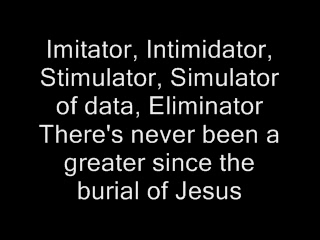 Imitator, Intimidator,
Stimulator, Simulator
of data, Eliminator
There's never been a
greater since the
burial of Jesus